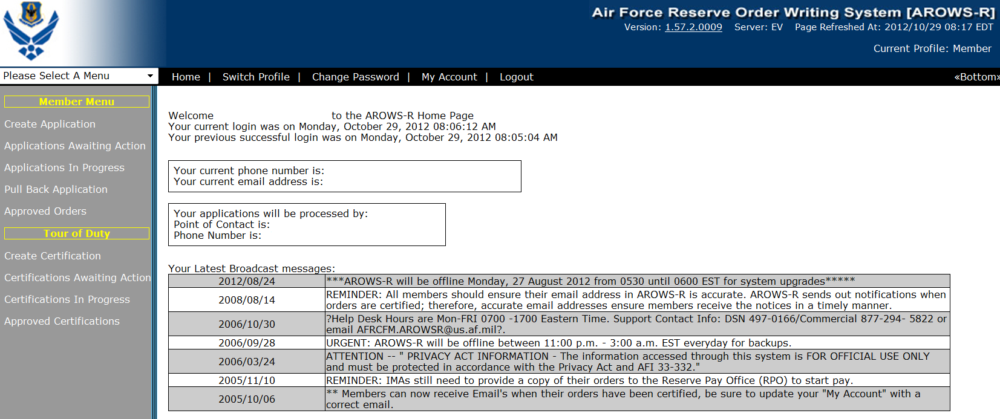 Air Force Reserve Order Writing System [AROWS-R]
Version: 1.57.2.0009 Server: EV Page Refreshed At: 2012/10/29 08:17 EDT
Current Profile: Member
Please Select A Menu
Home | Switch Profile | Change Password | My Account | Logout
«Bottom»
Member Menu
Create Application
Applications Awaiting Action
Applications In Progress
Pull Back Application
Approved Orders
Tour of Duty
Create Certification
Certifications Awaiting Action
Certifications In Progress
Approved Certifications
Welcome to the AROWS-R Home Page
Your current login was on Monday, October 29, 2012 08:06:12 AM
Your previous successful login was on Monday, October 29, 2012 08:05:04 AM
Your current phone number is:
Your current email address is:
Your applications will be processed by:
Point of Contact is:
Phone Number is:
Your Latest Broadcast messages:
2012/08/24 ***AROWS-R will be offline Monday, 27 August 2012 from 0530 until 0600 EST for system upgrades*****
2008/08/14 REMINDER: All members should ensure their email address in AROWS-R is accurate. AROWS-R sends out notifications when
orders are certified; therefore, accurate email addresses ensure members receive the notices in a timely manner.
2006/10/30 ?Help Desk Hours are Mon-FRI 0700 -1700 Eastern Time. Support Contact Info: DSN 497-0166/Commercial 877-294- 5822 or
email AFRCFM.AROWSR@us.af.mil?.
2006/09/28 URGENT: AROWS-R will be offline between 11:00 p.m. - 3:00 a.m. EST everyday for backups.
2006/03/24 ATTENTION -- " PRIVACY ACT INFORMATION - The information accessed through this system is FOR OFFICIAL USE ONLY
and must be protected in accordance with the Privacy Act and AFI 33-332."
2005/11/10 REMINDER: IMAs still need to provide a copy of their orders to the Reserve Pay Office (RPO) to start pay.
2005/10/06 ** Members can now receive Email's when their orders have been certified, be sure to update your "My Account" with a
correct email.